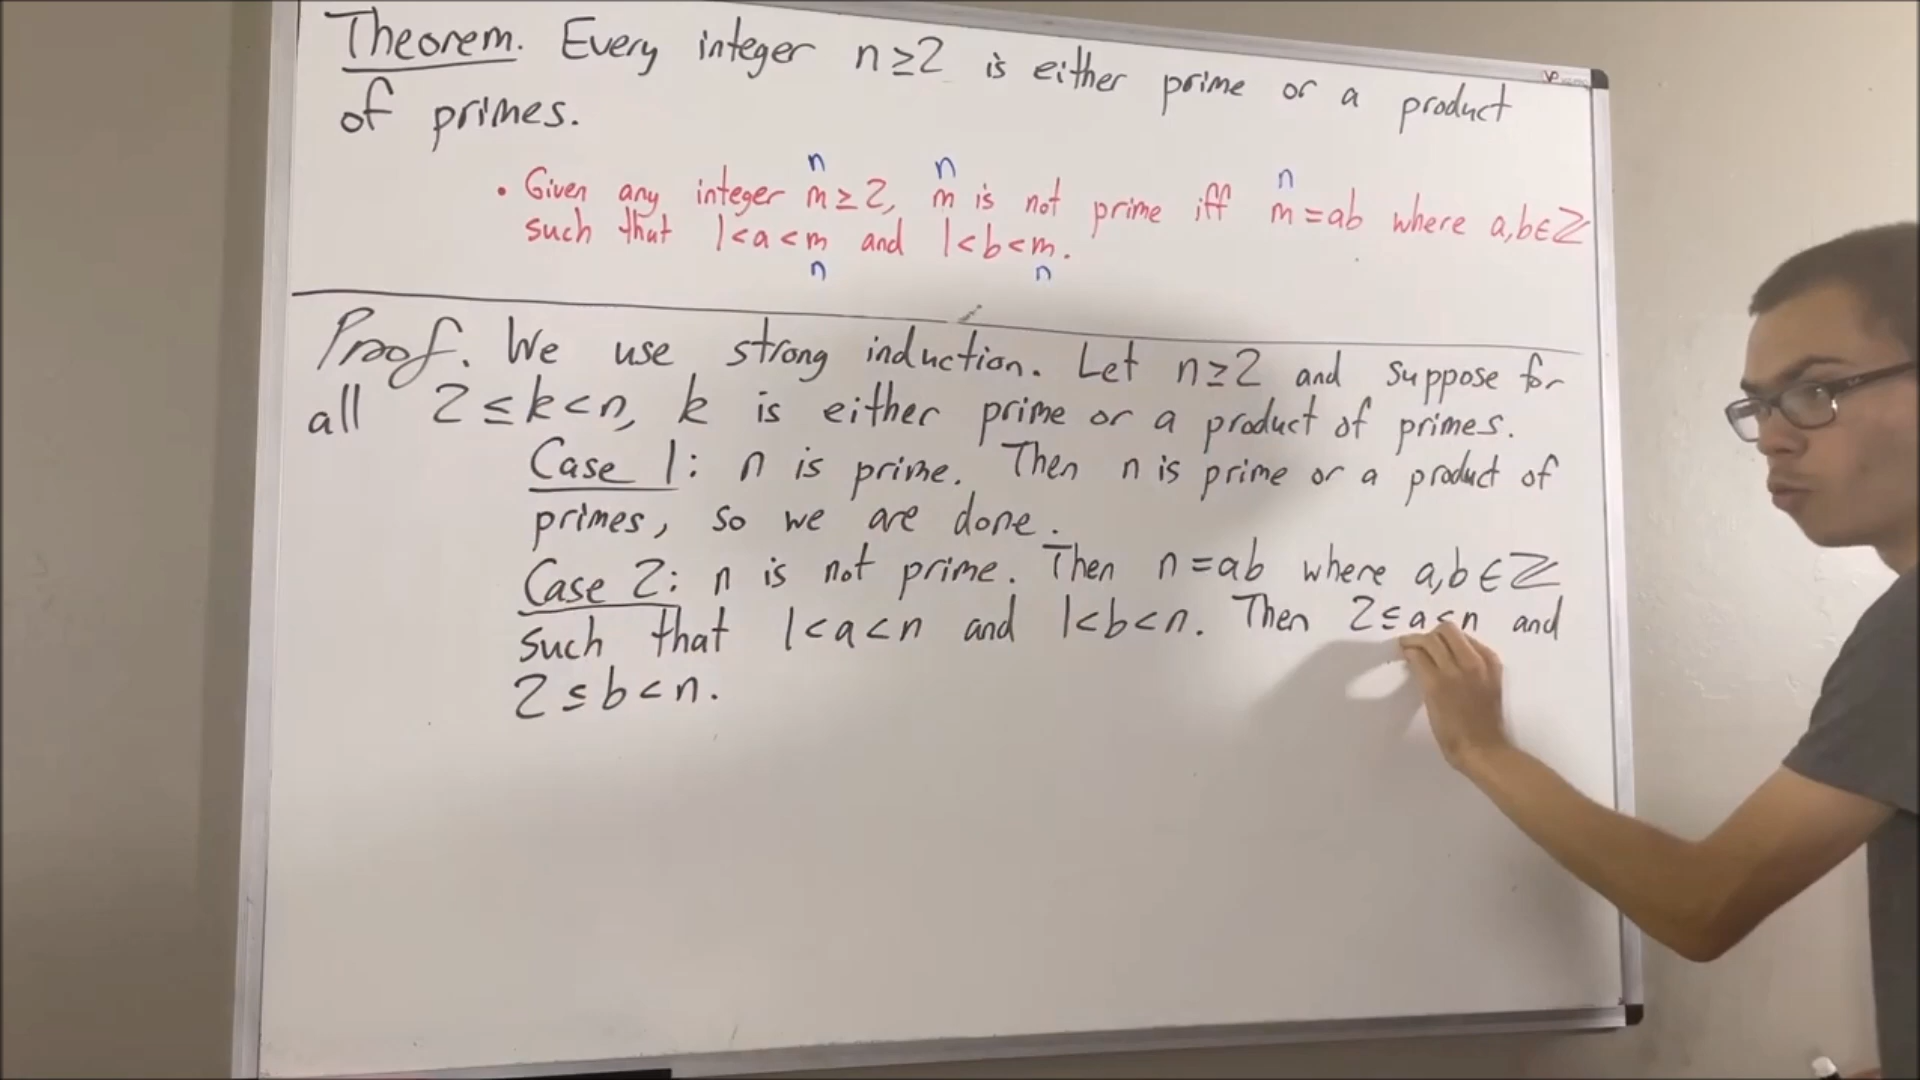 Theorem. Every integer n ≥ 2 is either prime or a product
of primes.
n n n
• Given any integer m ≥ 2, m is not prime iff m = ab where a,b ∈ ℤ
such that 1 < a < m and 1 < b < m.
n n
Proof. We use strong induction. Let n ≥ 2 and suppose for
all 2 ≤ k < n, k is either prime or a product of primes.
Case 1: n is prime. Then n is prime or a product of
primes, so we are done.
Case 2: n is not prime. Then n = ab where a,b ∈ ℤ
such that 1 < a < n and 1 < b < n. Then 2 ≤ a < n and
2 ≤ b < n.